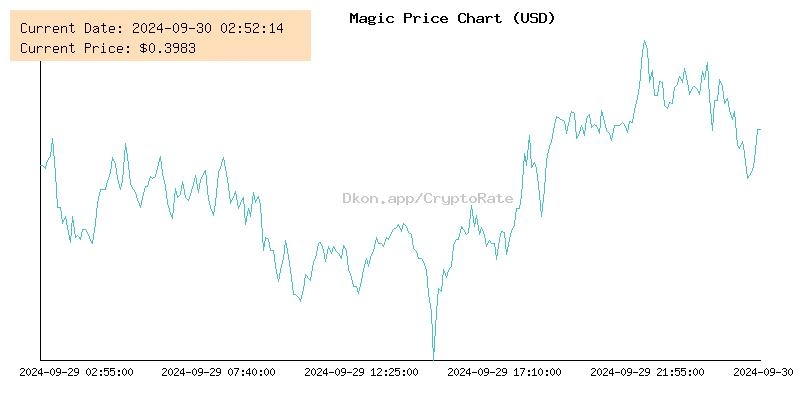 Magic Price Chart (USD)
Current Date: 2024-09-30 02:52:14
Current Price: $0.3983
Dkon.app/CryptoRate
2024-09-29 02:55:00 2024-09-29 07:40:00 2024-09-29 12:25:00 2024-09-29 17:10:00 2024-09-29 21:55:00 2024-09-30